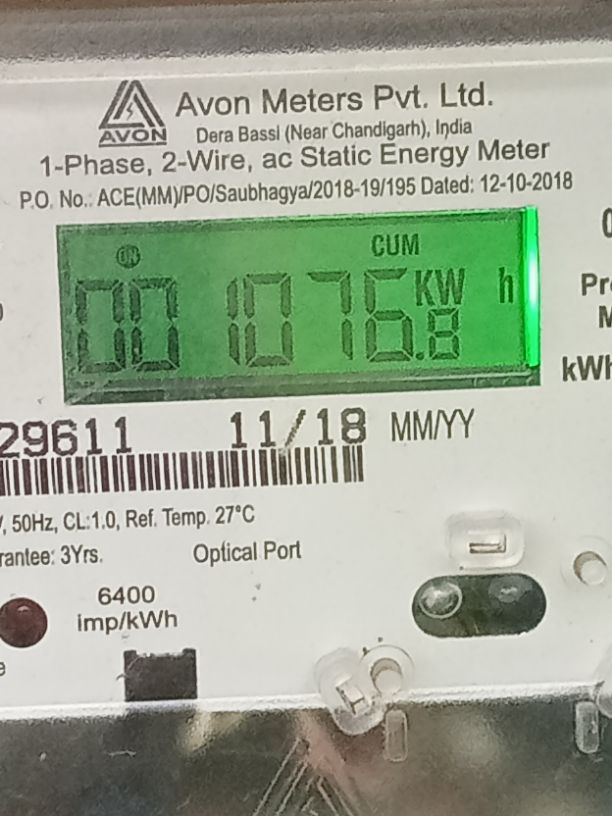 Avon Meters Pvt. Ltd.
AVON
Dera Bassi (Near Chandigarh), India
1-Phase, 2-Wire, ac Static Energy Meter
P.O. No.: ACE(MM)/PO/Saubhagya/2018-19/195 Dated: 12-10-2018
ON
CUM
001076.8 KW h
kWh
29611 11/18 MM/YY
, 50Hz, CL:1.0, Ref. Temp. 27°C
rantee: 3Yrs. Optical Port
6400
imp/kWh